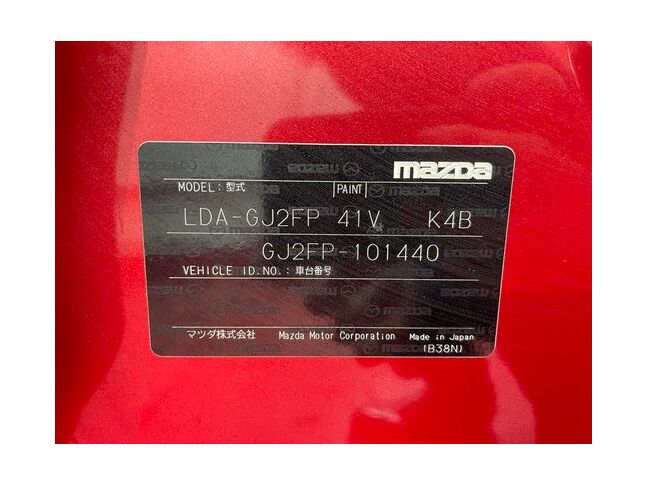 mazda
MODEL:型式 PAINT
LDA-GJ2FP 41V K4B
GJ2FP-101440
VEHICLE ID.NO.:車台番号
マツダ株式会社 Mazda Motor Corporation Made in Japan
(B38N)